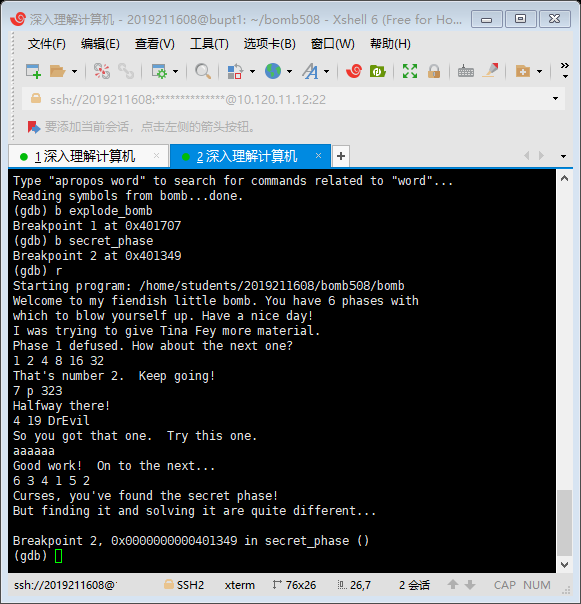 深入理解计算机 - 2019211608@bupt1: ~/bomb508 - Xshell 6 (Free for Ho...
文件(F) 编辑(E) 查看(V) 工具(T) 选项卡(B) 窗口(W) 帮助(H)
ssh://2019211608:**************@10.120.11.12:22
要添加当前会话，点击左侧的箭头按钮。
1 深入理解计算机 × 2 深入理解计算机 × +
Type "apropos word" to search for commands related to "word"...
Reading symbols from bomb...done.
(gdb) b explode_bomb
Breakpoint 1 at 0x401707
(gdb) b secret_phase
Breakpoint 2 at 0x401349
(gdb) r
Starting program: /home/students/2019211608/bomb508/bomb
Welcome to my fiendish little bomb. You have 6 phases with
which to blow yourself up. Have a nice day!
I was trying to give Tina Fey more material.
Phase 1 defused. How about the next one?
1 2 4 8 16 32
That's number 2.  Keep going!
7 p 323
Halfway there!
4 19 DrEvil
So you got that one.  Try this one.
aaaaaa
Good work!  On to the next...
6 3 4 1 5 2
Curses, you've found the secret phase!
But finding it and solving it are quite different...
Breakpoint 2, 0x0000000000401349 in secret_phase ()
(gdb)
ssh://2019211608@ SSH2 xterm 76x26 26,7 2 会话 CAP NUM